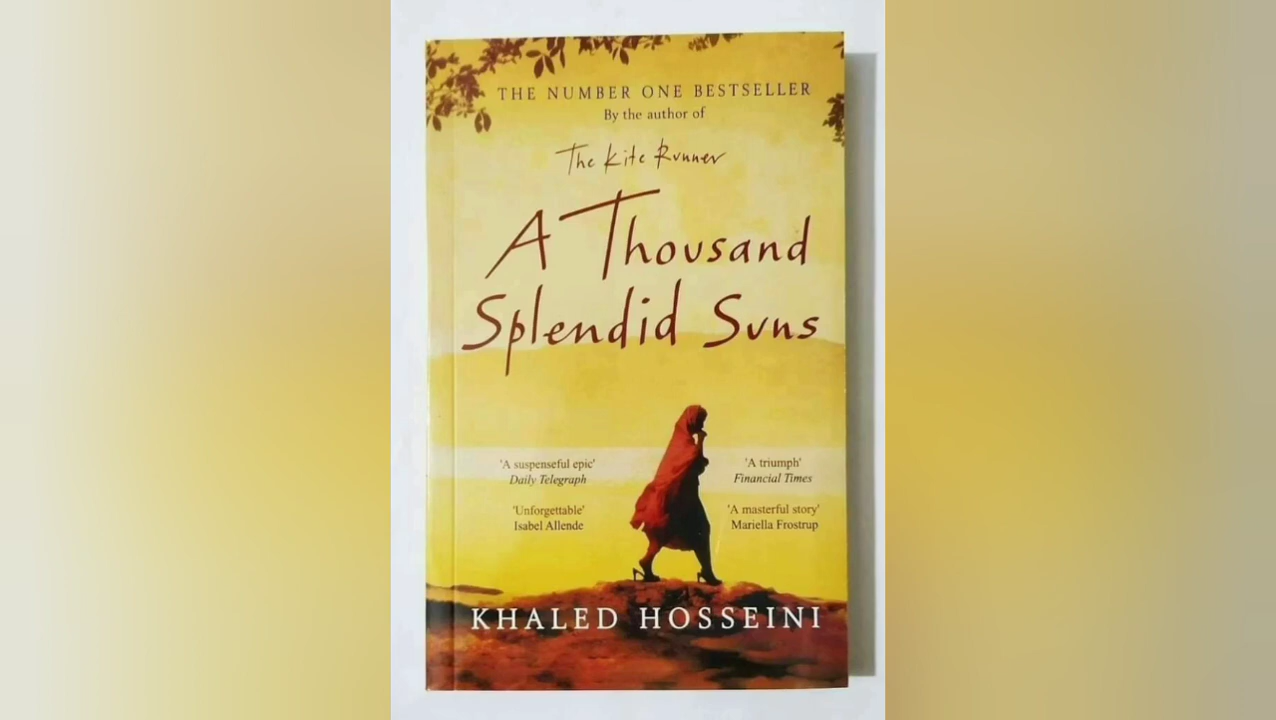 THE NUMBER ONE BESTSELLER
By the author of
The Kite Runner
A Thousand
Splendid Suns
'A suspenseful epic'
Daily Telegraph
'Unforgettable'
Isabel Allende
'A triumph'
Financial Times
'A masterful story'
Mariella Frostrup
KHALED HOSSEINI